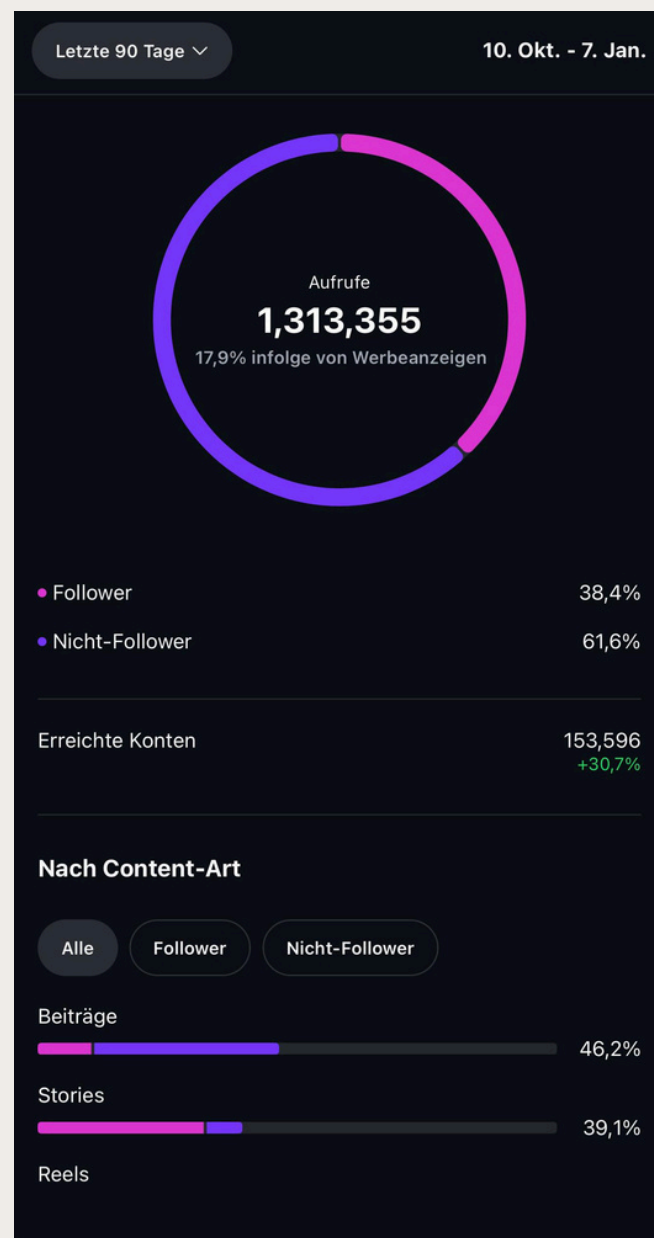 Letzte 90 Tage
10. Okt. - 7. Jan.
Aufrufe
1,313,355
17,9% infolge von Werbeanzeigen
Follower 38,4%
Nicht-Follower 61,6%
Erreichte Konten 153,596
+30,7%
Nach Content-Art
Alle Follower Nicht-Follower
Beiträge
46,2%
Stories
39,1%
Reels